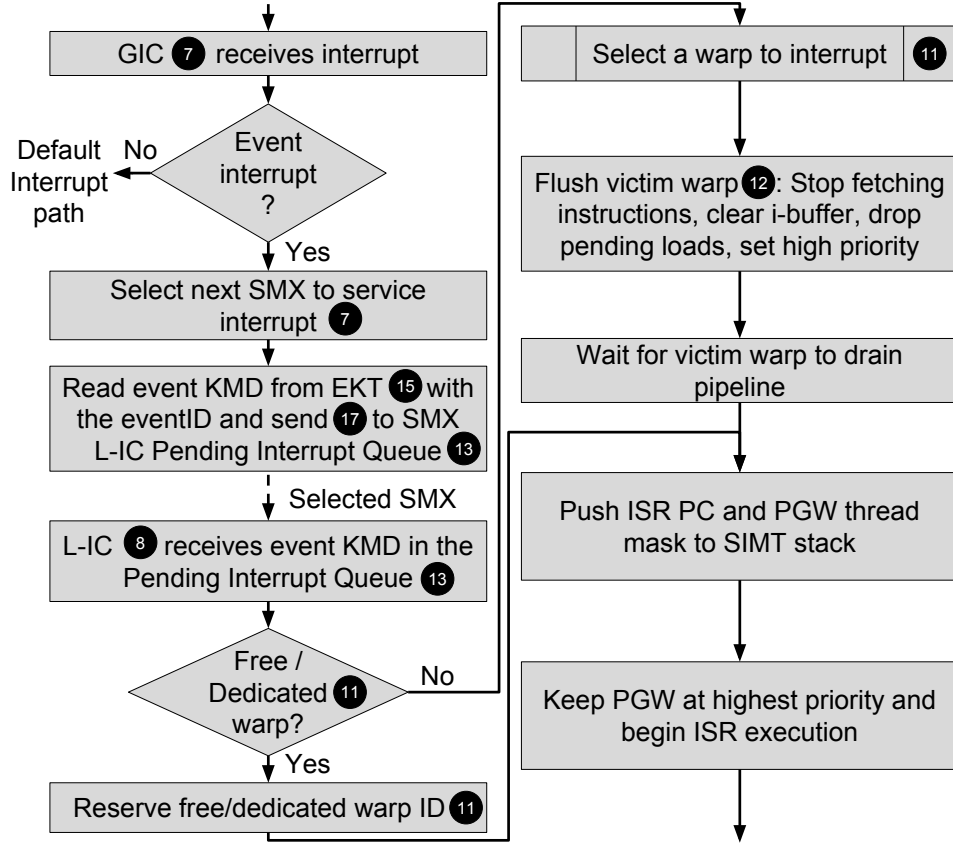 GIC 7 receives interrupt
Event
interrupt
?
No
Default
Interrupt
path
Yes
Select next SMX to service
interrupt 7
Read event KMD from EKT 15 with
the eventID and send 17 to SMX
L-IC Pending Interrupt Queue 13
Selected SMX
L-IC 8 receives event KMD in the
Pending Interrupt Queue 13
Free /
Dedicated 11
warp?
No
Yes
Reserve free/dedicated warp ID 11
Select a warp to interrupt 11
Flush victim warp 12: Stop fetching
instructions, clear i-buffer, drop
pending loads, set high priority
Wait for victim warp to drain
pipeline
Push ISR PC and PGW thread
mask to SIMT stack
Keep PGW at highest priority and
begin ISR execution